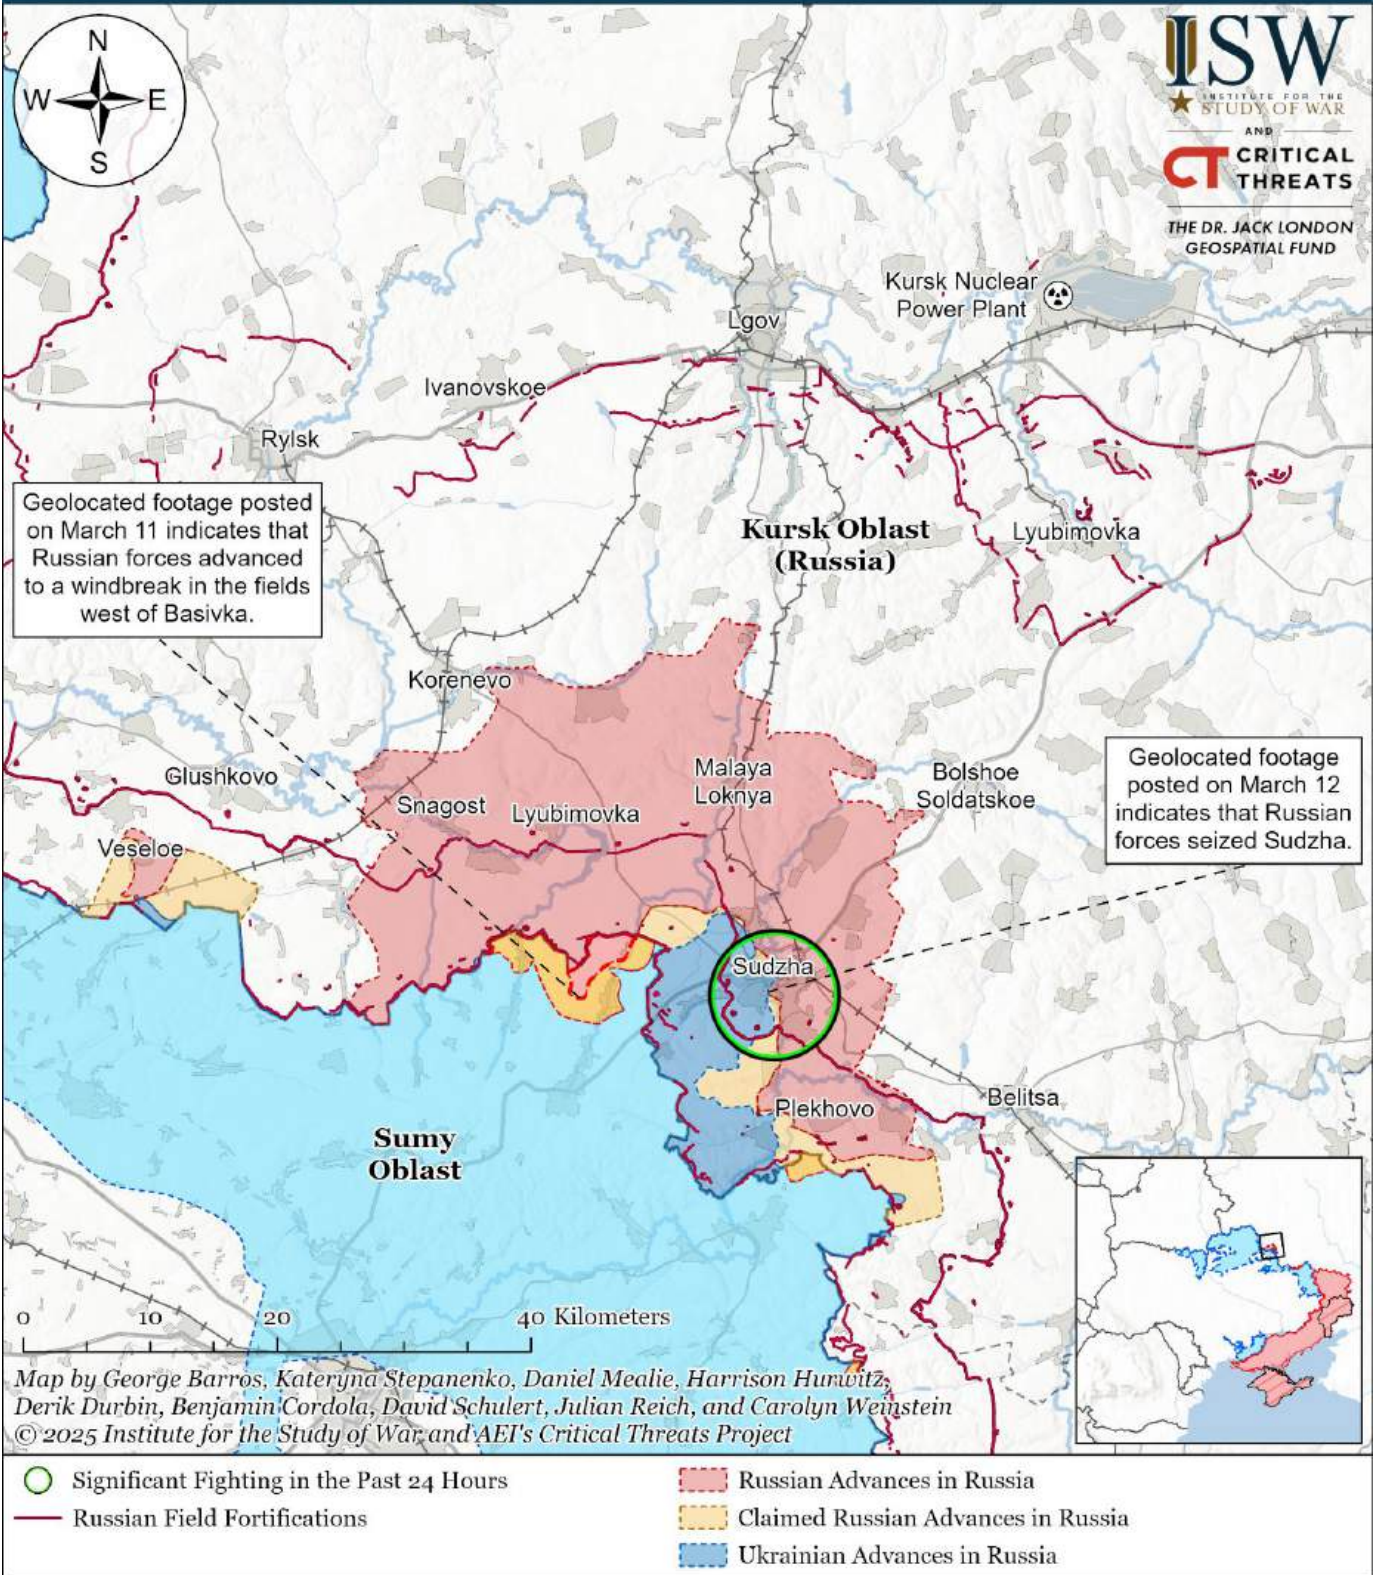 N
W
E
S
ISW
INSTITUTE FOR THE
STUDY OF WAR
AND
CT CRITICAL
THREATS
THE DR. JACK LONDON
GEOSPATIAL FUND
Kursk Nuclear
Power Plant
Lgov
Ivanovskoe
Rylsk
Geolocated footage posted
on March 11 indicates that
Russian forces advanced
to a windbreak in the fields
west of Basivka.
Kursk Oblast
(Russia)
Lyubimovka
Korenevo
Glushkovo
Snagost
Lyubimovka
Malaya
Loknya
Bolshoe
Soldatskoe
Geolocated footage
posted on March 12
indicates that Russian
forces seized Sudzha.
Veseloe
Sudzha
Belitsa
Plekhovo
Sumy
Oblast
0 10 20 40 Kilometers
Map by George Barros, Kateryna Stepanenko, Daniel Mealie, Harrison Hurwitz,
Derik Durbin, Benjamin Cordola, David Schulert, Julian Reich, and Carolyn Weinstein
© 2025 Institute for the Study of War and AEI's Critical Threats Project
Significant Fighting in the Past 24 Hours
Russian Field Fortifications
Russian Advances in Russia
Claimed Russian Advances in Russia
Ukrainian Advances in Russia